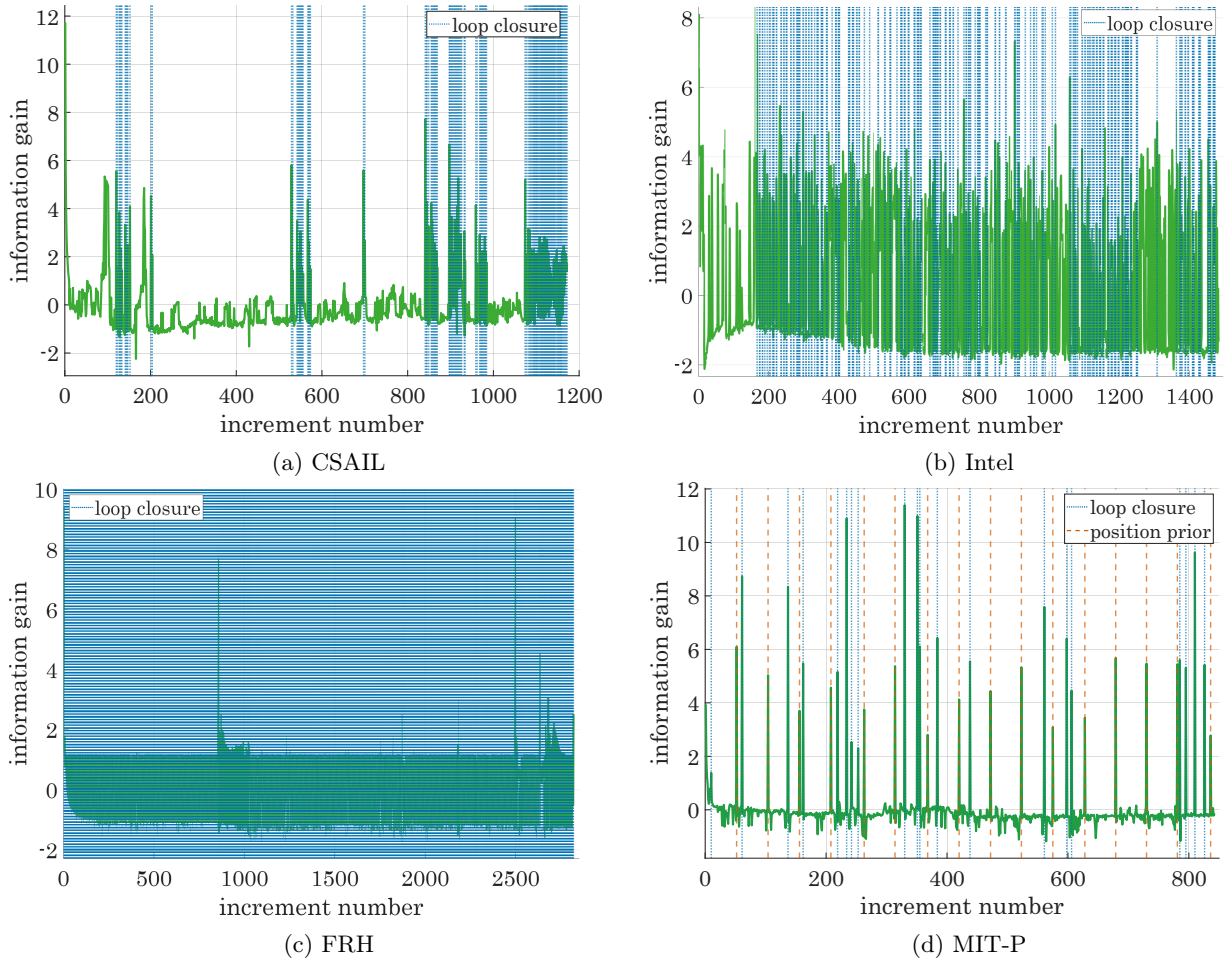 12
10
8
6
4
2
0
-2
information gain
loop closure
0 200 400 600 800 1000 1200
increment number
(a) CSAIL
8
6
4
2
0
-2
information gain
loop closure
0 200 400 600 800 1000 1200 1400
increment number
(b) Intel
10
8
6
4
2
0
-2
information gain
loop closure
0 500 1000 1500 2000 2500
increment number
(c) FRH
12
10
8
6
4
2
0
information gain
loop closure
position prior
0 200 400 600 800
increment number
(d) MIT-P